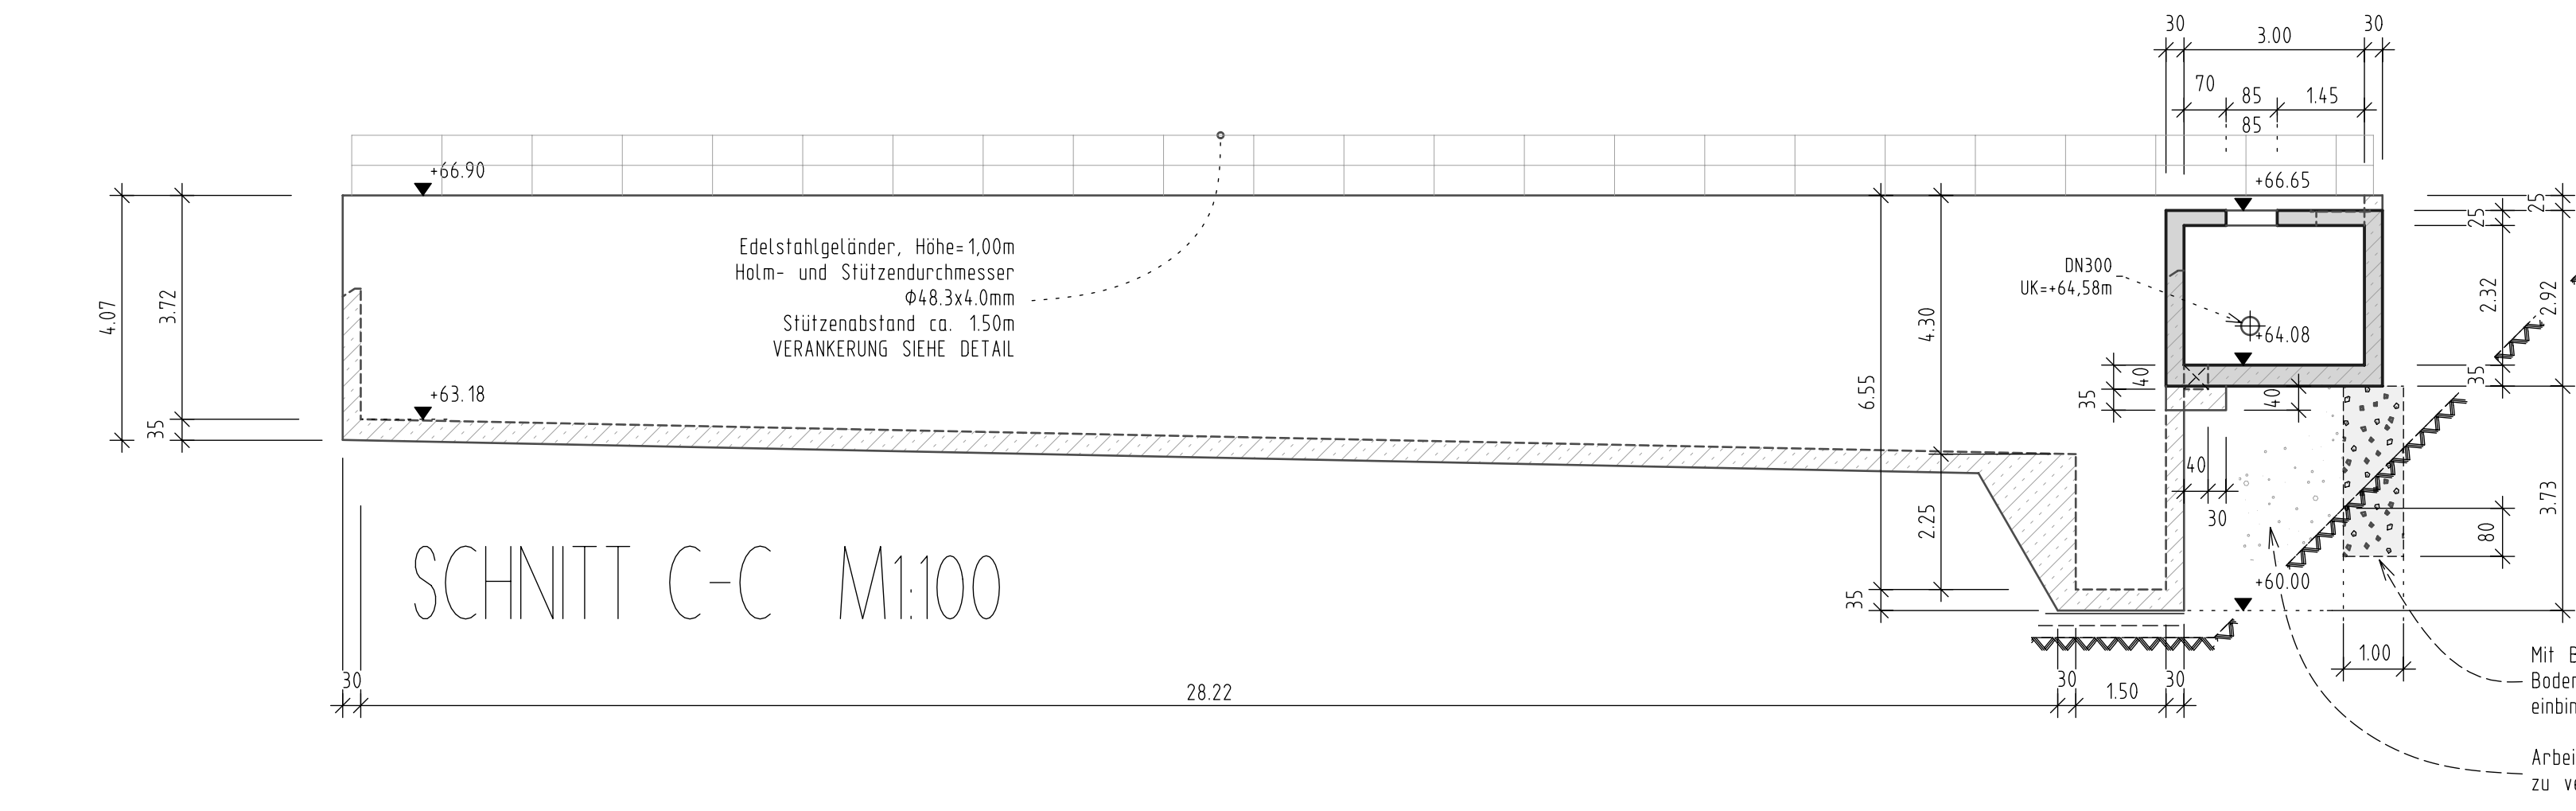 30
3.00
30
70
85
1.45
85
+66.90
+66.65
25
25
Edelstahlgeländer, Höhe=1,00m
Holm- und Stützendurchmesser
Φ48.3x4.0mm
Stützenabstand ca. 1.50m
VERANKERUNG SIEHE DETAIL
DN300
UK=+64,58m
4.07
3.72
4.30
2.32
2.92
+64.08
+63.18
35
6.55
40
35
40
35
40
30
2.25
3.73
80
SCHNITT C-C M1:100
+60.00
35
1.00
30
28.22
30
1.50
30
Mit B
Boden
einbin
Arbei
zu ve